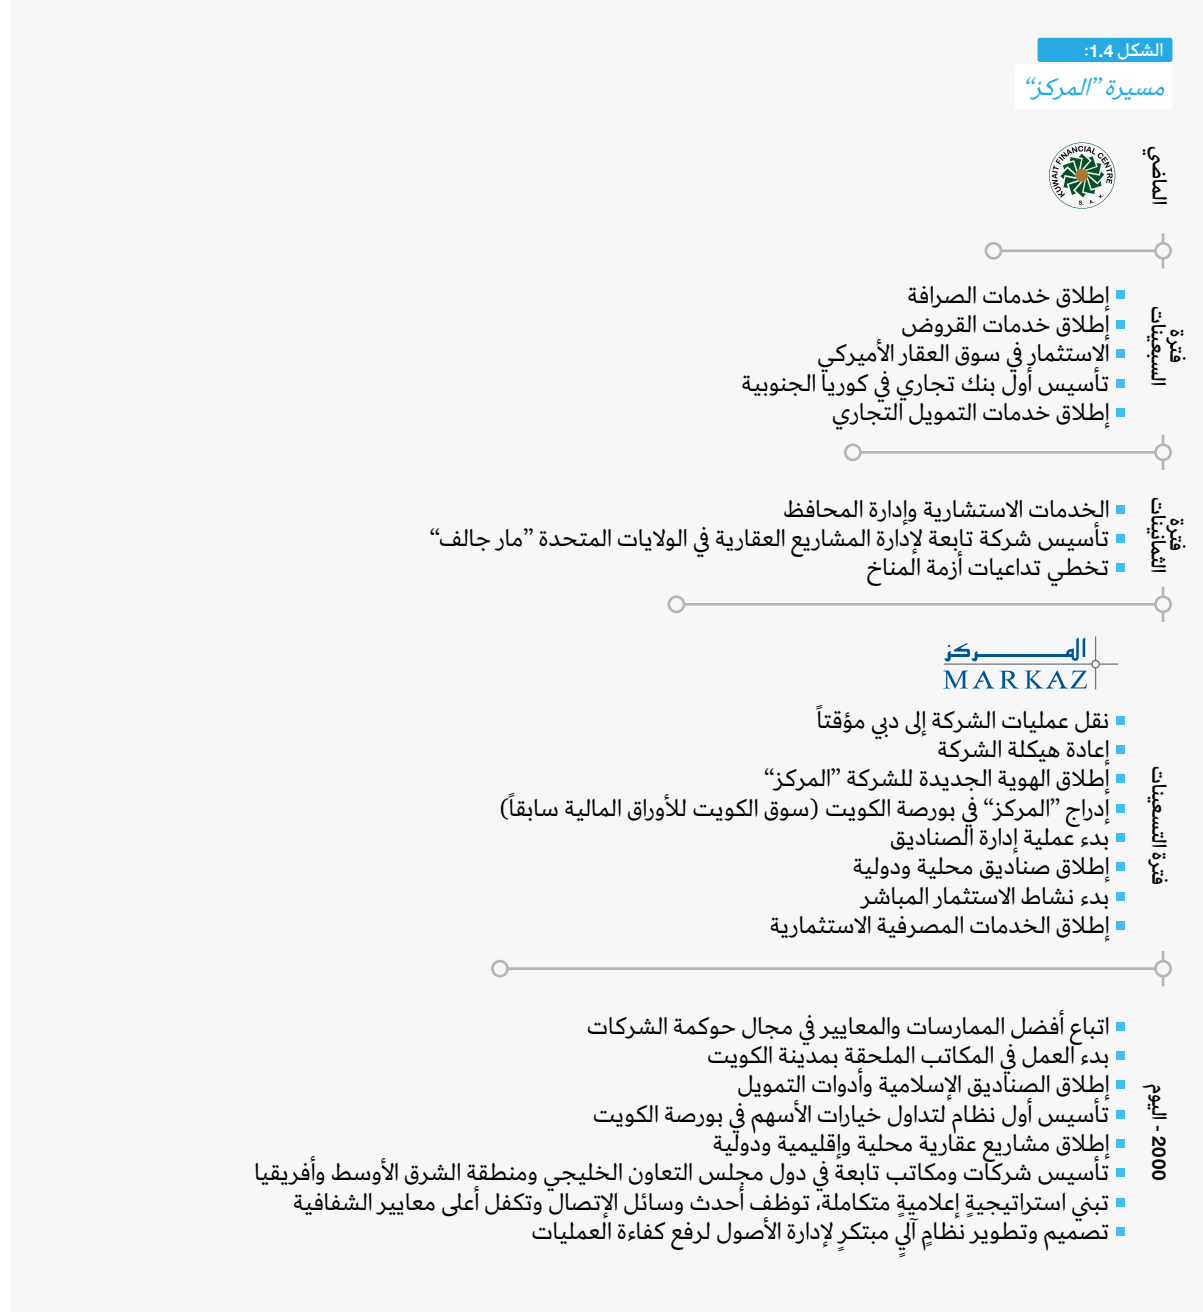 الشكل 1.4:
مسيرة ”المركز“
الماضي
KUWAIT FINANCIAL CENTRE
S. A. K.
فترة
السبعينات
إطلاق خدمات الصرافة
إطلاق خدمات القروض
الاستثمار في سوق العقار الأميركي
تأسيس أول بنك تجاري في كوريا الجنوبية
إطلاق خدمات التمويل التجاري
فترة
الثمانينات
الخدمات الاستشارية وإدارة المحافظ
تأسيس شركة تابعة لإدارة المشاريع العقارية في الولايات المتحدة ”مار جالف“
تخطي تداعيات أزمة المناخ
المركز
MARKAZ
فترة التسعينات
نقل عمليات الشركة إلى دبي مؤقتاً
إعادة هيكلة الشركة
إطلاق الهوية الجديدة للشركة ”المركز“
إدراج ”المركز“ في بورصة الكويت (سوق الكويت للأوراق المالية سابقاً)
بدء عملية إدارة الصناديق
إطلاق صناديق محلية ودولية
بدء نشاط الاستثمار المباشر
إطلاق الخدمات المصرفية الاستثمارية
2000 - اليوم
اتباع أفضل الممارسات والمعايير في مجال حوكمة الشركات
بدء العمل في المكاتب الملحقة بمدينة الكويت
إطلاق الصناديق الإسلامية وأدوات التمويل
تأسيس أول نظام لتداول خيارات الأسهم في بورصة الكويت
إطلاق مشاريع عقارية محلية وإقليمية ودولية
تأسيس شركات ومكاتب تابعة في دول مجلس التعاون الخليجي ومنطقة الشرق الأوسط وأفريقيا
تبني استراتيجيةٍ إعلاميةٍ متكاملة، توظف أحدث وسائل الإتصال وتكفل أعلى معايير الشفافية
تصميم وتطوير نظامٍ آليٍ مبتكرٍ لإدارة الأصول لرفع كفاءة العمليات